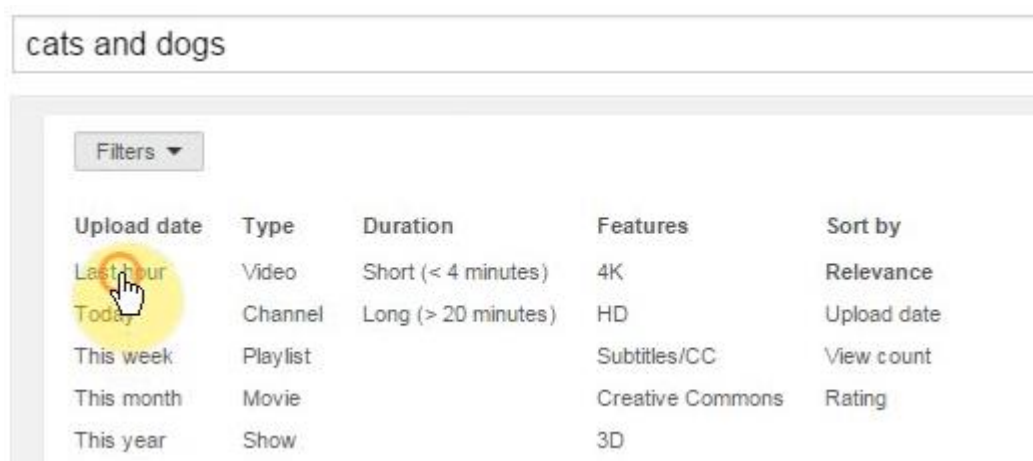 cats and dogs
Filters
Upload date Type Duration Features Sort by
Last hour Video Short (< 4 minutes) 4K Relevance
Today Channel Long (> 20 minutes) HD Upload date
This week Playlist Subtitles/CC View count
This month Movie Creative Commons Rating
This year Show 3D